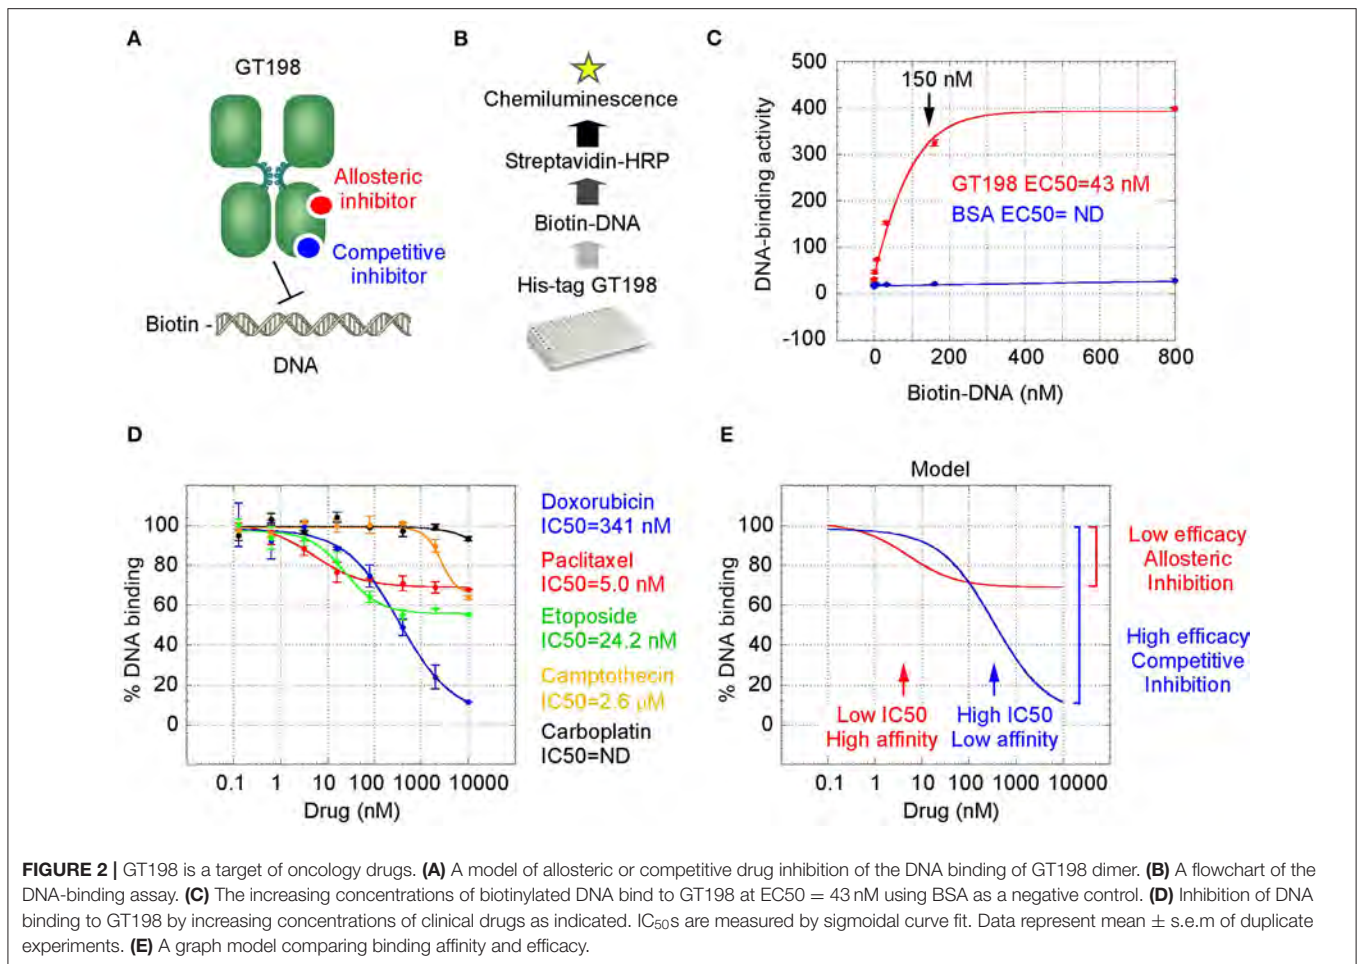 A
GT198
Allosteric
inhibitor
Competitive
inhibitor
Biotin -
DNA
B
Chemiluminescence
Streptavidin-HRP
Biotin-DNA
His-tag GT198
C
500
400
300
200
100
0
-100
DNA-binding activity
150 nM
GT198 EC50=43 nM
BSA EC50= ND
0 200 400 600 800
Biotin-DNA (nM)
D
100
80
60
40
20
0
% DNA binding
0.1 1 10 100 1000 10000
Drug (nM)
Doxorubicin
IC50=341 nM
Paclitaxel
IC50=5.0 nM
Etoposide
IC50=24.2 nM
Camptothecin
IC50=2.6 µM
Carboplatin
IC50=ND
E
Model
100
80
60
40
20
0
% DNA binding
Low IC50
High affinity
High IC50
Low affinity
0.1 1 10 100 1000 10000
Drug (nM)
Low efficacy
Allosteric
Inhibition
High efficacy
Competitive
Inhibition
FIGURE 2 | GT198 is a target of oncology drugs. (A) A model of allosteric or competitive drug inhibition of the DNA binding of GT198 dimer. (B) A flowchart of the
DNA-binding assay. (C) The increasing concentrations of biotinylated DNA bind to GT198 at EC50 = 43 nM using BSA as a negative control. (D) Inhibition of DNA
binding to GT198 by increasing concentrations of clinical drugs as indicated. IC50s are measured by sigmoidal curve fit. Data represent mean ± s.e.m of duplicate
experiments. (E) A graph model comparing binding affinity and efficacy.